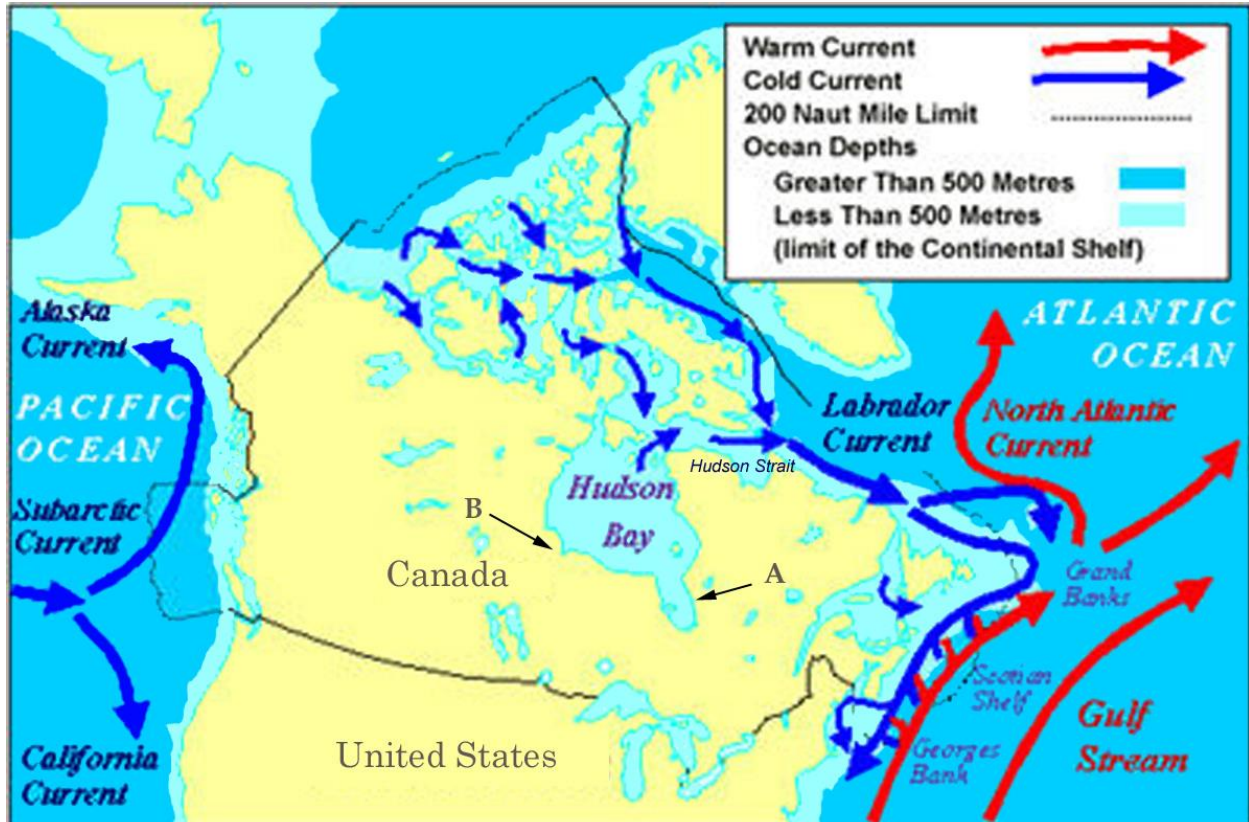 Warm Current
Cold Current
200 Naut Mile Limit
Ocean Depths
Greater Than 500 Metres
Less Than 500 Metres
(limit of the Continental Shelf)
Alaska
Current
PACIFIC
OCEAN
Subarctic
Current
California
Current
ATLANTIC
OCEAN
Labrador
Current
North Atlantic
Current
Hudson Strait
Hudson
Bay
B
A
Canada
United States
Grand
Banks
Scotian
Shelf
Georges
Bank
Gulf
Stream